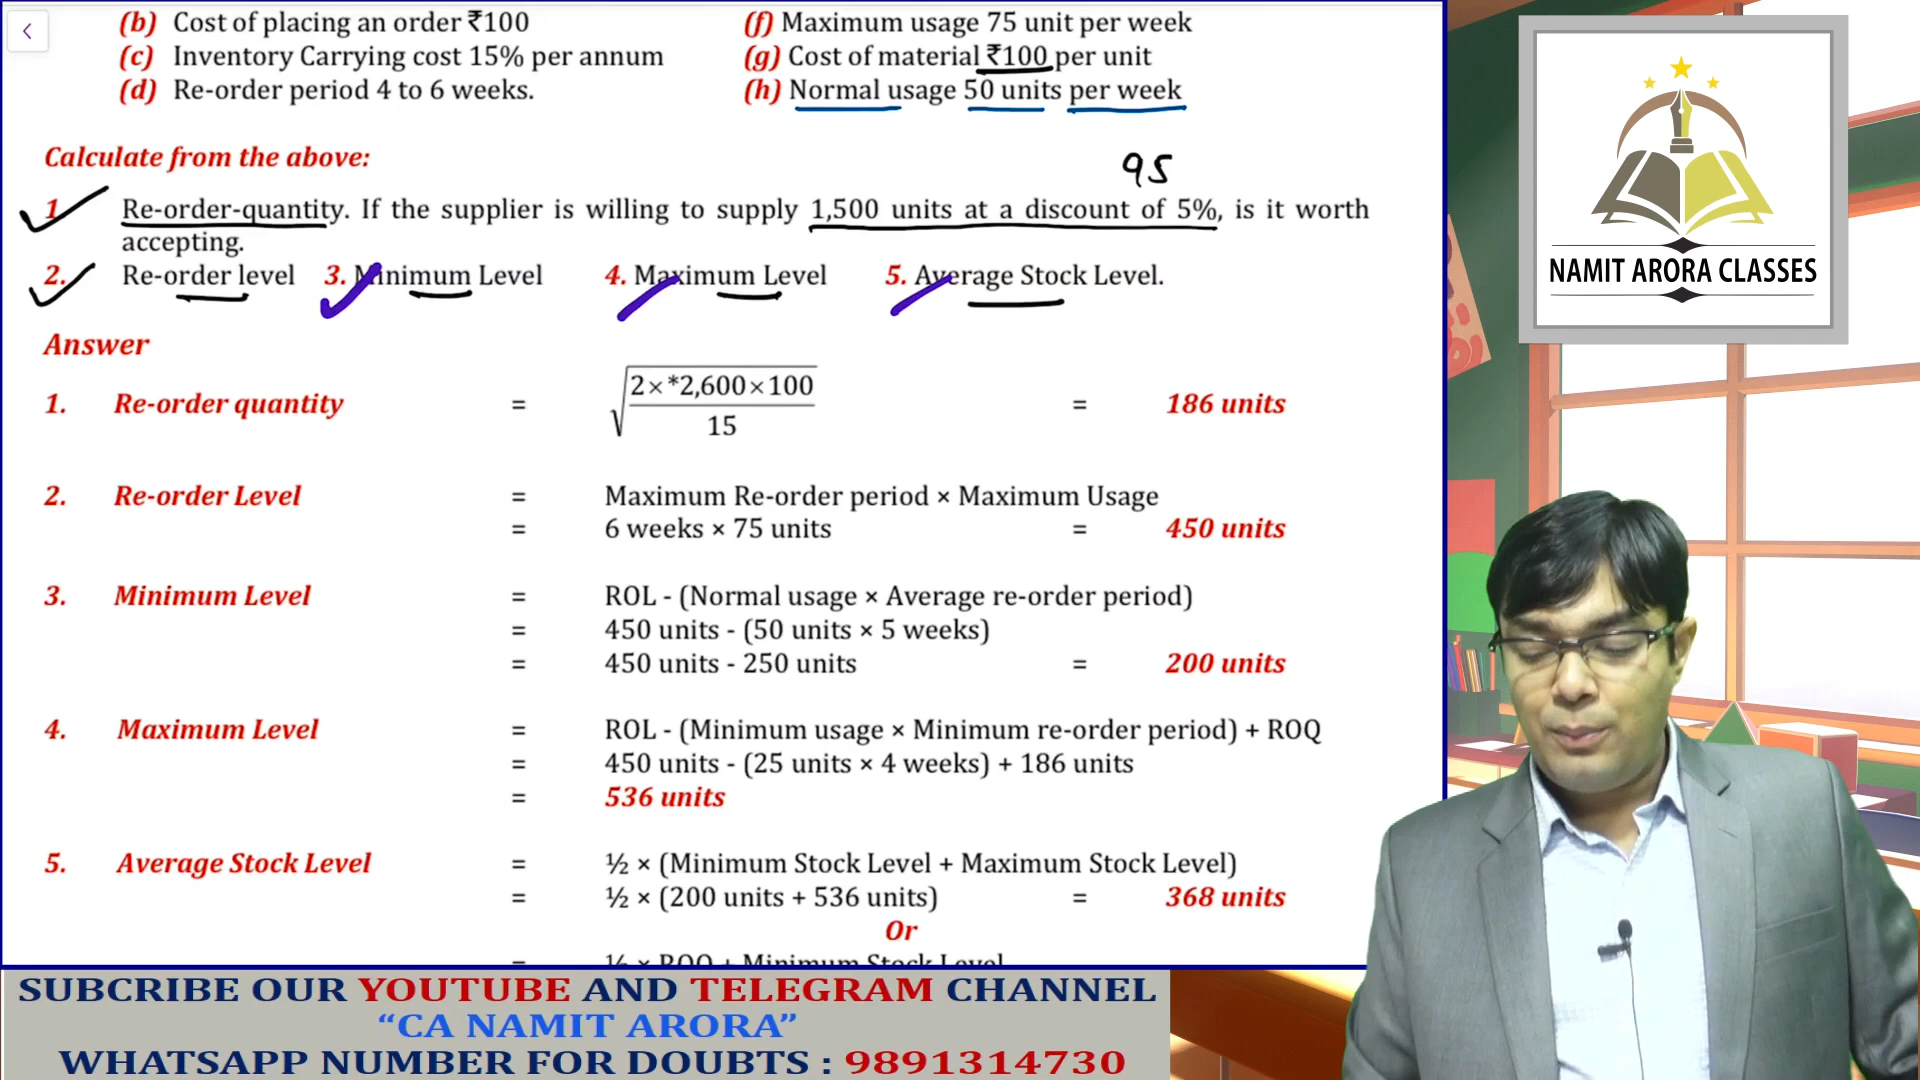 (b) Cost of placing an order ₹100
(f) Maximum usage 75 unit per week
(c) Inventory Carrying cost 15% per annum
(g) Cost of material ₹100 per unit
(d) Re-order period 4 to 6 weeks.
(h) Normal usage 50 units per week
Calculate from the above:
95
1 Re-order-quantity. If the supplier is willing to supply 1,500 units at a discount of 5%, is it worth
accepting.
2. Re-order level 3. Minimum Level 4. Maximum Level 5. Average Stock Level.
Answer
1. Re-order quantity = √(2×*2,600×100 / 15) = 186 units
2. Re-order Level = Maximum Re-order period × Maximum Usage
= 6 weeks × 75 units = 450 units
3. Minimum Level = ROL - (Normal usage × Average re-order period)
= 450 units - (50 units × 5 weeks)
= 450 units - 250 units = 200 units
4. Maximum Level = ROL - (Minimum usage × Minimum re-order period) + ROQ
= 450 units - (25 units × 4 weeks) + 186 units
= 536 units
5. Average Stock Level = ½ × (Minimum Stock Level + Maximum Stock Level)
= ½ × (200 units + 536 units) = 368 units
Or
= ½ × ROQ + Minimum Stock Level
NAMIT ARORA CLASSES
SUBCRIBE OUR YOUTUBE AND TELEGRAM CHANNEL
“CA NAMIT ARORA”
WHATSAPP NUMBER FOR DOUBTS : 9891314730